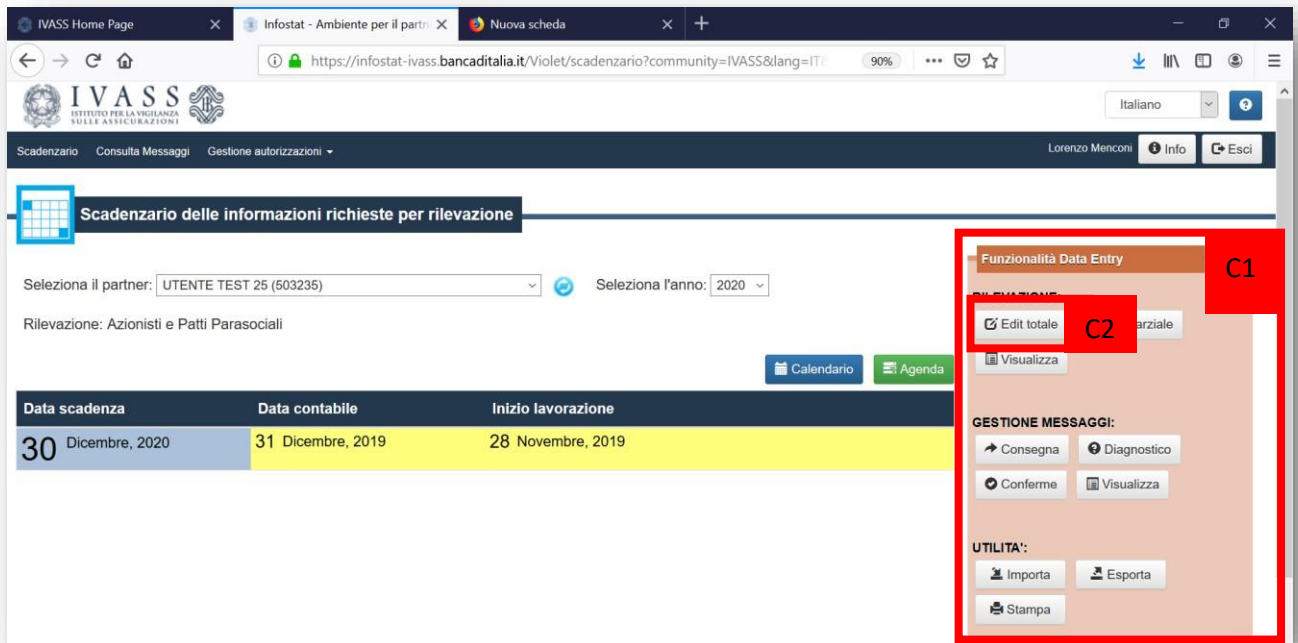 IVASS Home Page
Infostat - Ambiente per il partn
Nuova scheda
https://infostat-ivass.bancaditalia.it/Violet/scadenzario?community=IVASS&lang=IT
90%
IVASS
ISTITUTO PER LA VIGILANZA
SULLE ASSICURAZIONI
Italiano
Scadenzario Consulta Messaggi Gestione autorizzazioni
Lorenzo Menconi Info Esci
Scadenzario delle informazioni richieste per rilevazione
Funzionalità Data Entry
C1
Seleziona il partner: UTENTE TEST 25 (503235) Seleziona l'anno: 2020
RILEVAZIONE:
Rilevazione: Azionisti e Patti Parasociali
Edit totale C2 arziale
Visualizza
Calendario Agenda
Data scadenza Data contabile Inizio lavorazione
30 Dicembre, 2020 31 Dicembre, 2019 28 Novembre, 2019
GESTIONE MESSAGGI:
Consegna Diagnostico
Conferme Visualizza
UTILITA':
Importa Esporta
Stampa